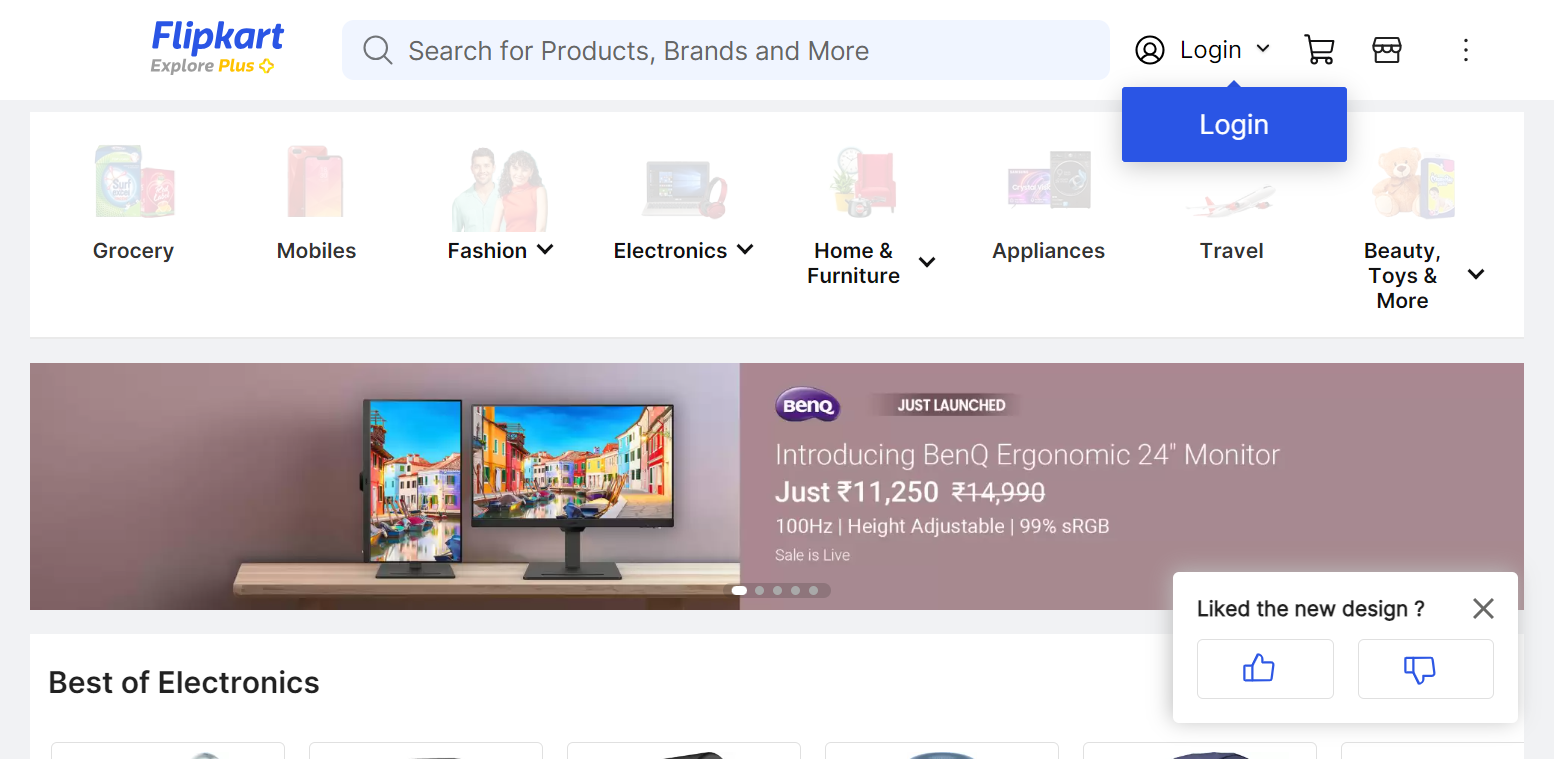 Flipkart
Explore Plus
Search for Products, Brands and More
Login
Login
Grocery
Mobiles
Fashion
Electronics
Home &
Furniture
Appliances
Travel
Beauty,
Toys &
More
BenQ
JUST LAUNCHED
Introducing BenQ Ergonomic 24" Monitor
Just ₹11,250 ₹14,990
100Hz | Height Adjustable | 99% sRGB
Sale is Live
Liked the new design ?
Best of Electronics